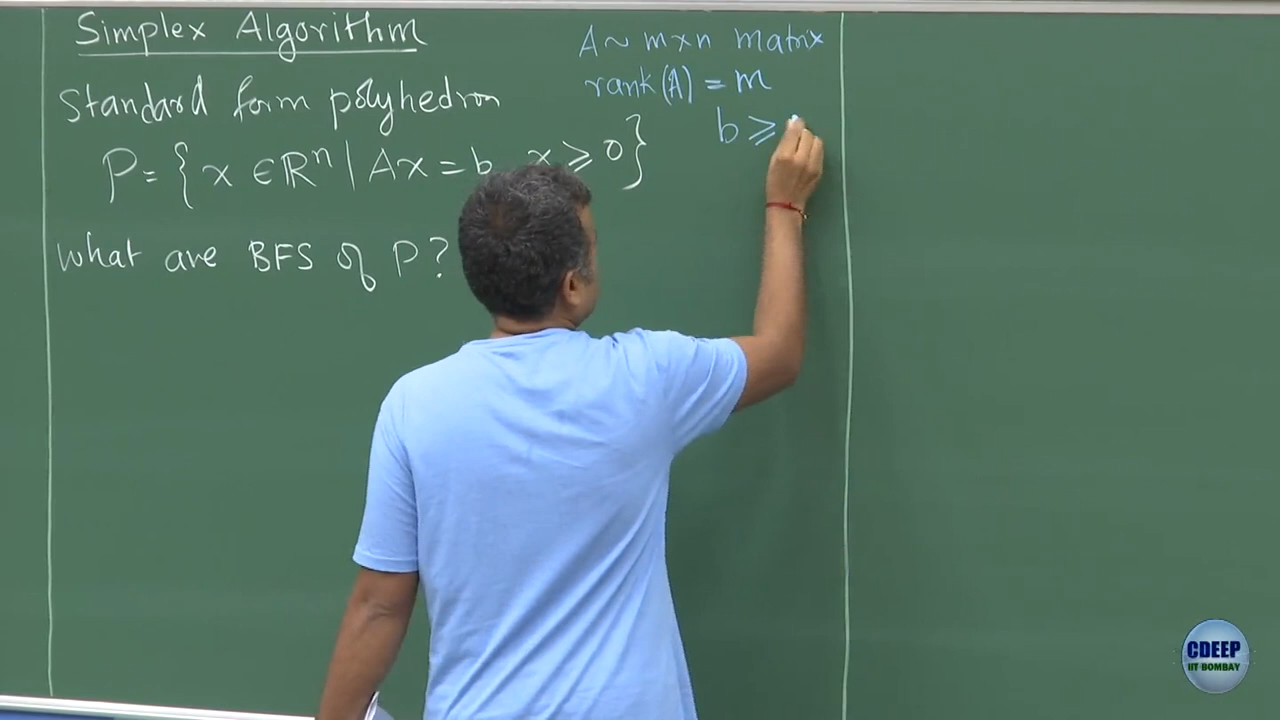 Simplex Algorithm
Standard form polyhedron
P = { x ∈ ℝⁿ | Ax = b x ≥ 0 }
What are BFS of P?
A ~ m×n matrix
rank(A) = m
b ≥
CDEEP
IIT BOMBAY